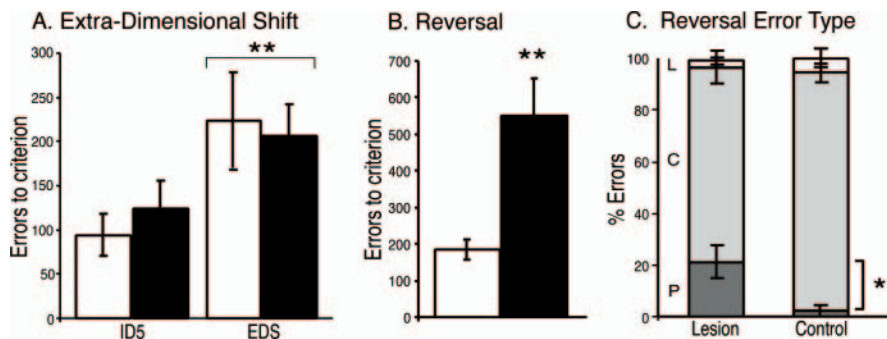 A. Extra-Dimensional Shift
Errors to criterion
300
250
200
150
100
50
0
**
ID5
EDS
B. Reversal
Errors to criterion
700
600
500
400
300
200
100
0
**
C. Reversal Error Type
% Errors
100
80
60
40
20
0
L
C
P
*
Lesion
Control